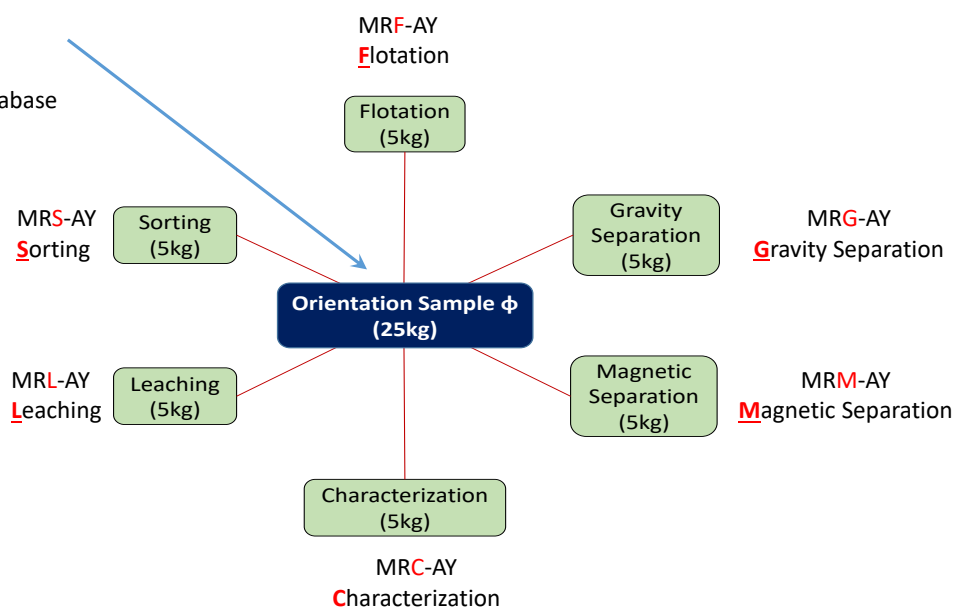 MRF-AY
Flotation
Flotation
(5kg)
abase
MRS-AY
Sorting
Sorting
(5kg)
Gravity
Separation
(5kg)
MRG-AY
Gravity Separation
Orientation Sample ϕ
(25kg)
MRL-AY
Leaching
Leaching
(5kg)
Magnetic
Separation
(5kg)
MRM-AY
Magnetic Separation
Characterization
(5kg)
MRC-AY
Characterization